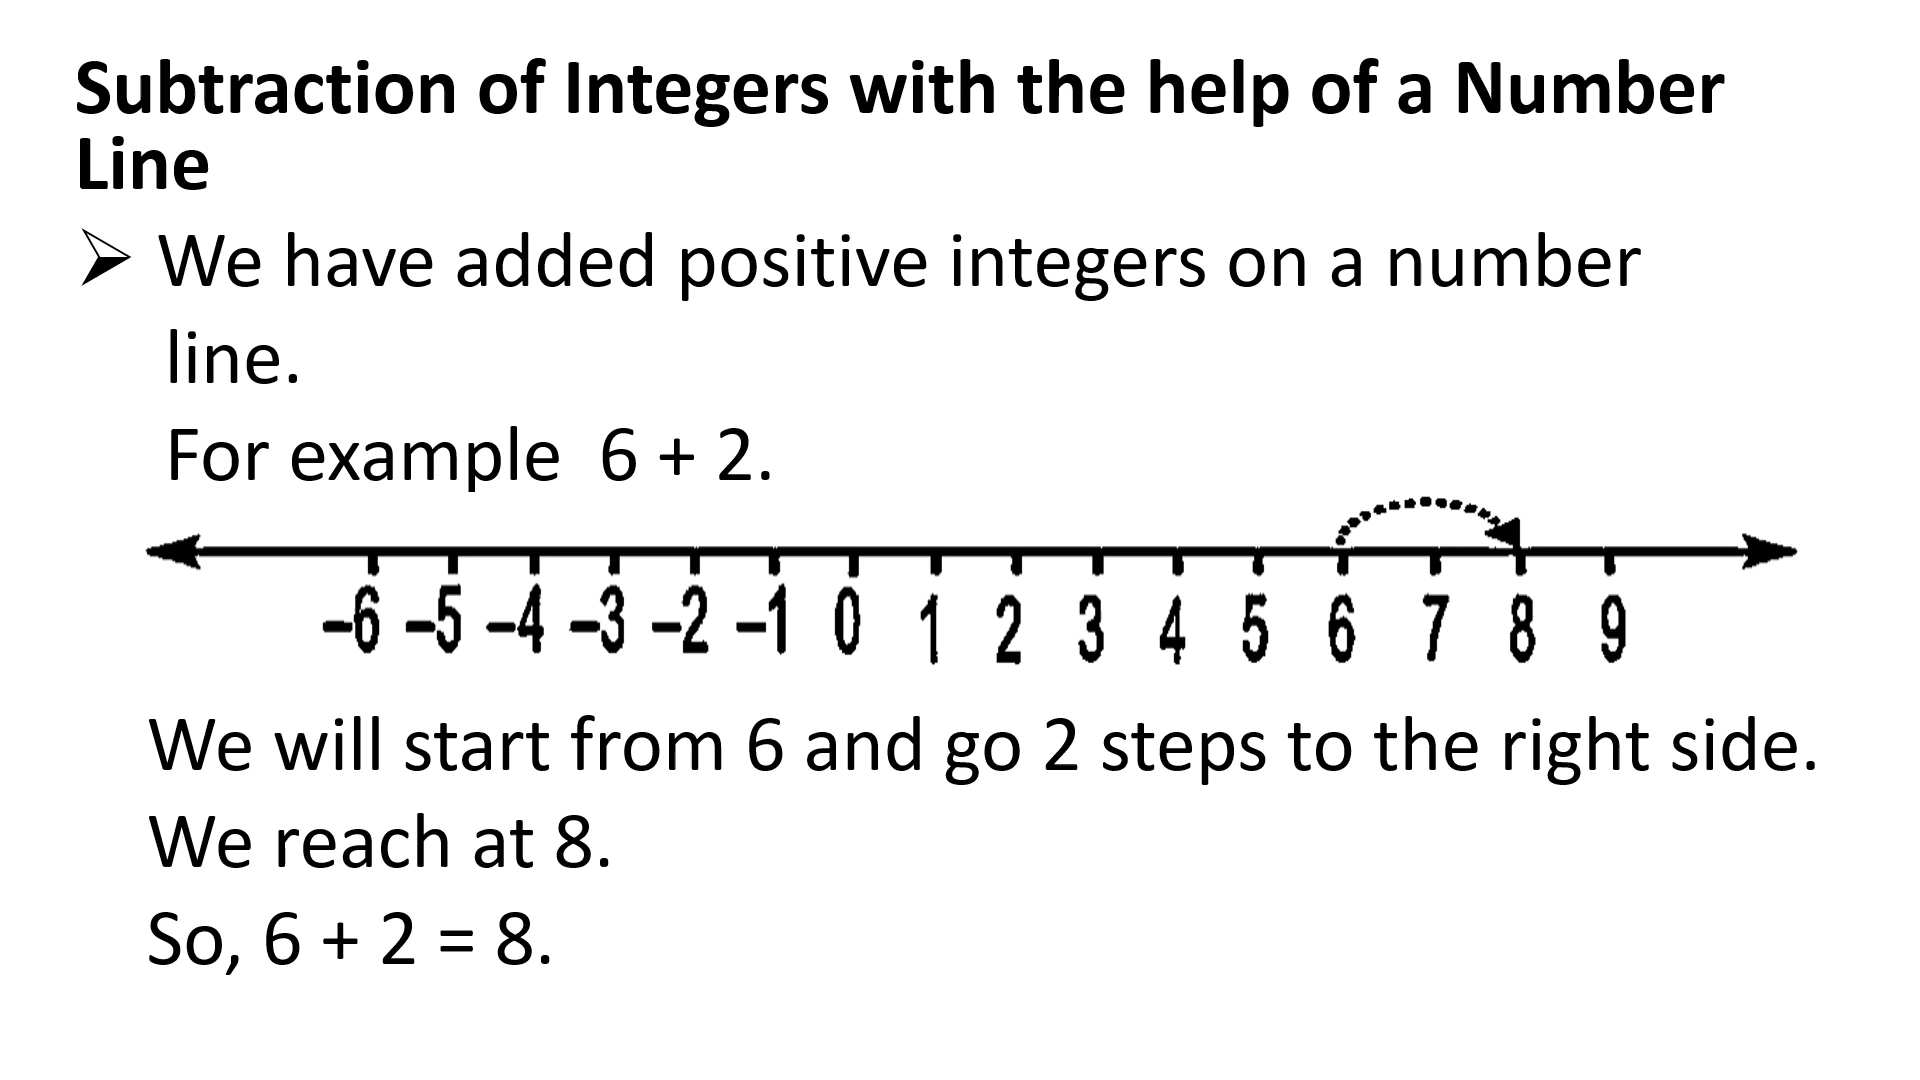 Subtraction of Integers with the help of a Number
Line
➢ We have added positive integers on a number
line.
For example 6 + 2.
–6 –5 –4 –3 –2 –1 0 1 2 3 4 5 6 7 8 9
We will start from 6 and go 2 steps to the right side.
We reach at 8.
So, 6 + 2 = 8.